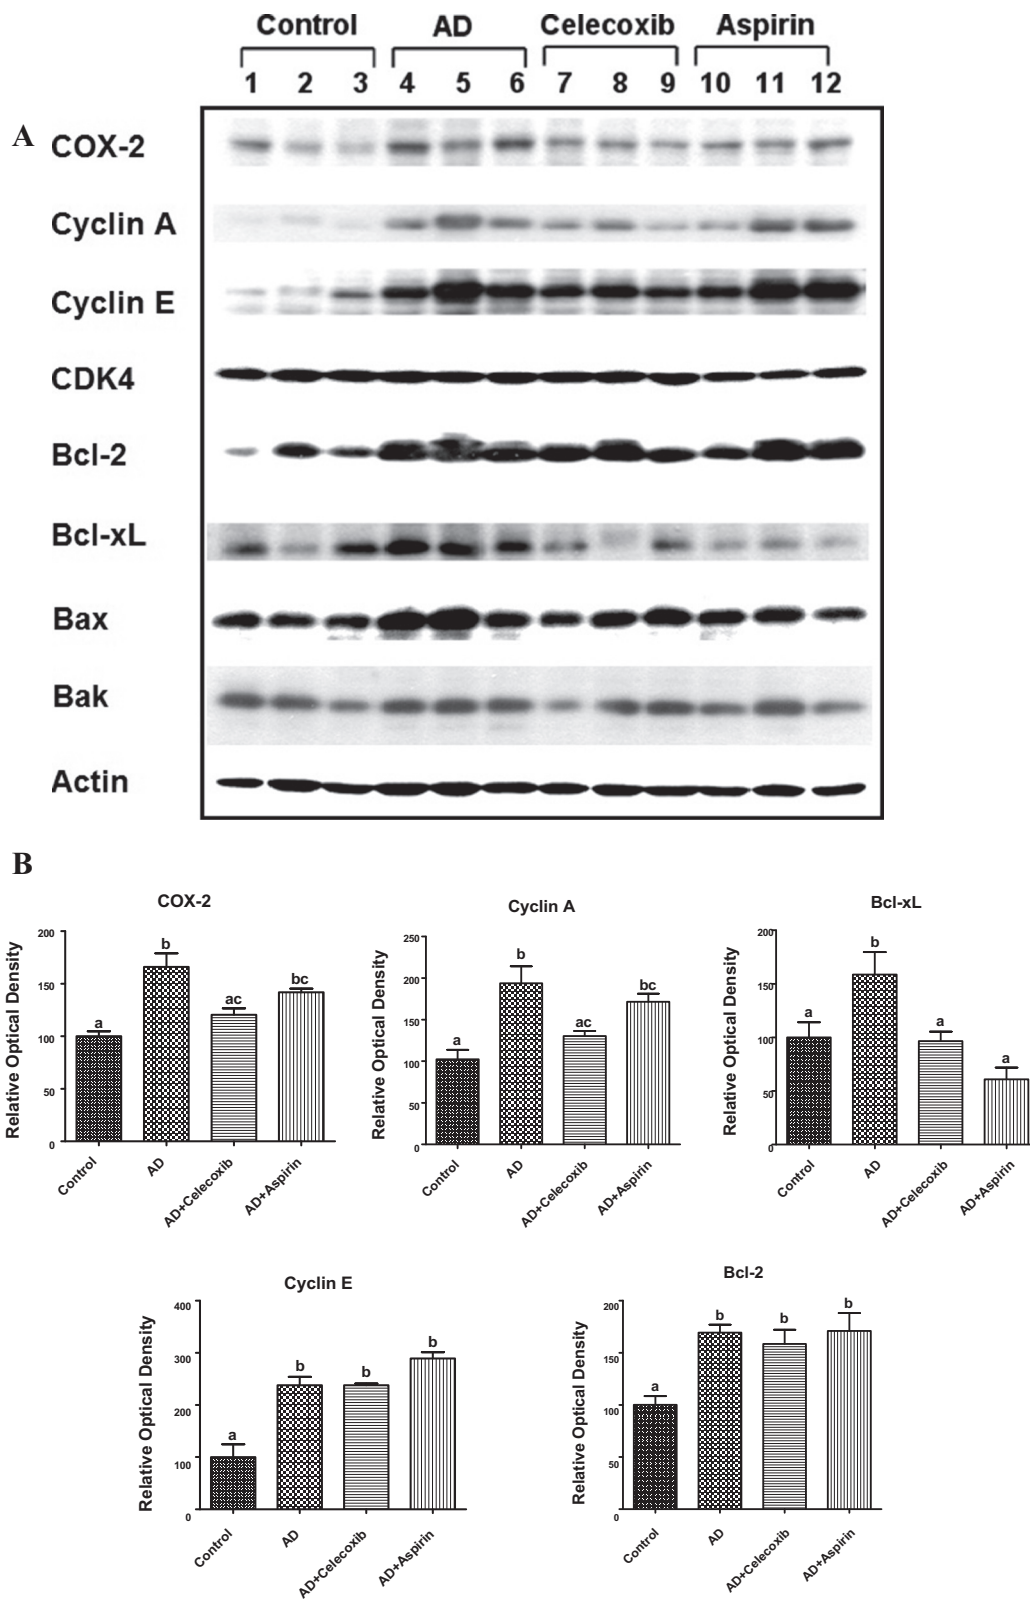 Control AD Celecoxib Aspirin
1 2 3 4 5 6 7 8 9 10 11 12
A
COX-2
Cyclin A
Cyclin E
CDK4
Bcl-2
Bcl-xL
Bax
Bak
Actin
B
COX-2
Relative Optical Density
200
150
100
50
0
a
b
ac
bc
Control
AD
AD+Celecoxib
AD+Aspirin
Cyclin A
Relative Optical Density
250
200
150
100
50
0
a
b
ac
bc
Control
AD
AD+Celecoxib
AD+Aspirin
Bcl-xL
Relative Optical Density
200
150
100
50
0
a
b
a
a
Control
AD
AD+Celecoxib
AD+Aspirin
Cyclin E
Relative Optical Density
400
300
200
100
0
a
b
b
b
Control
AD
AD+Celecoxib
AD+Aspirin
Bcl-2
Relative Optical Density
200
150
100
50
0
a
b
b
b
Control
AD
AD+Celecoxib
AD+Aspirin